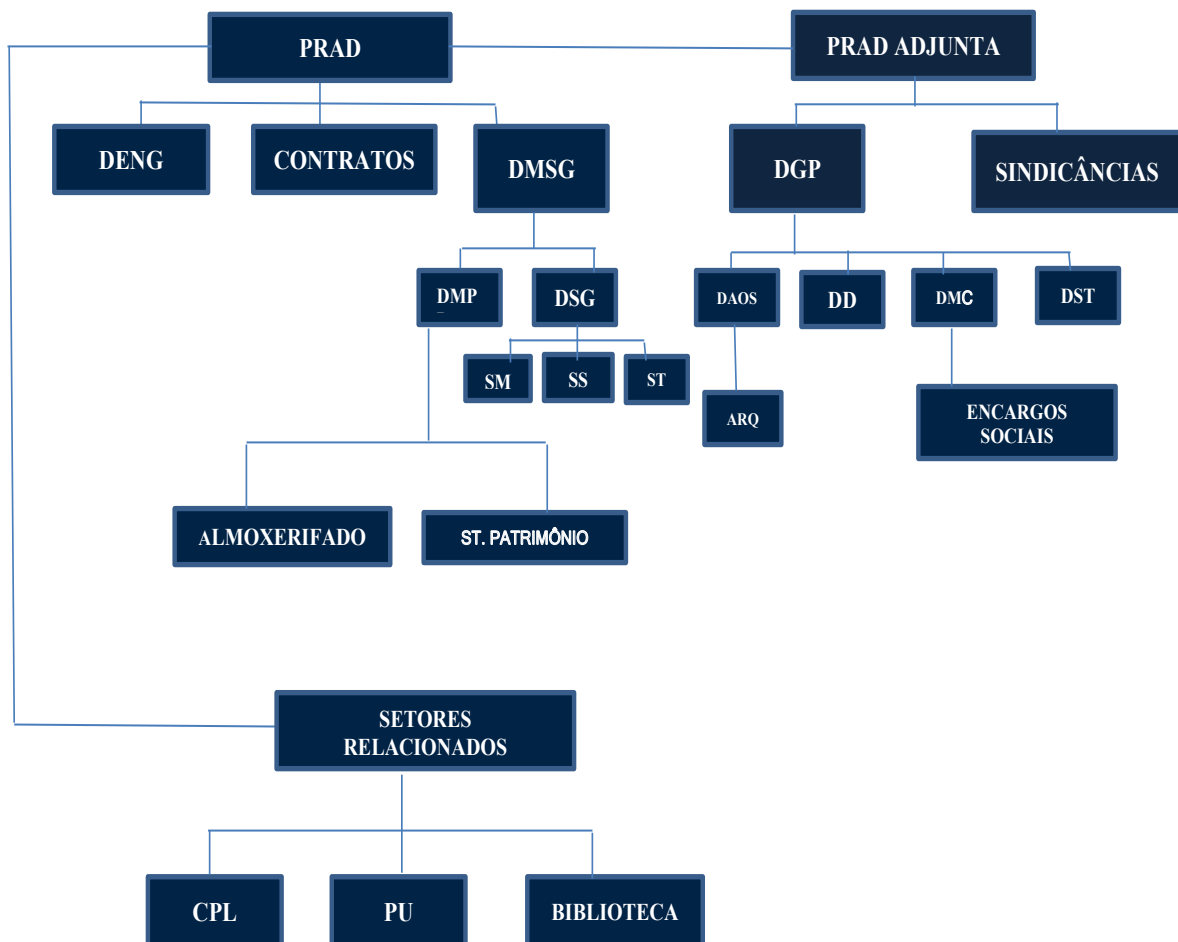 PRAD
PRAD ADJUNTA
DENG
CONTRATOS
DMSG
DGP
SINDICÂNCIAS
DMP
DSG
DAOS
DD
DMC
DST
SM
SS
ST
ARQ
ENCARGOS
SOCIAIS
ALMOXERIFADO
ST. PATRIMÔNIO
SETORES
RELACIONADOS
CPL
PU
BIBLIOTECA